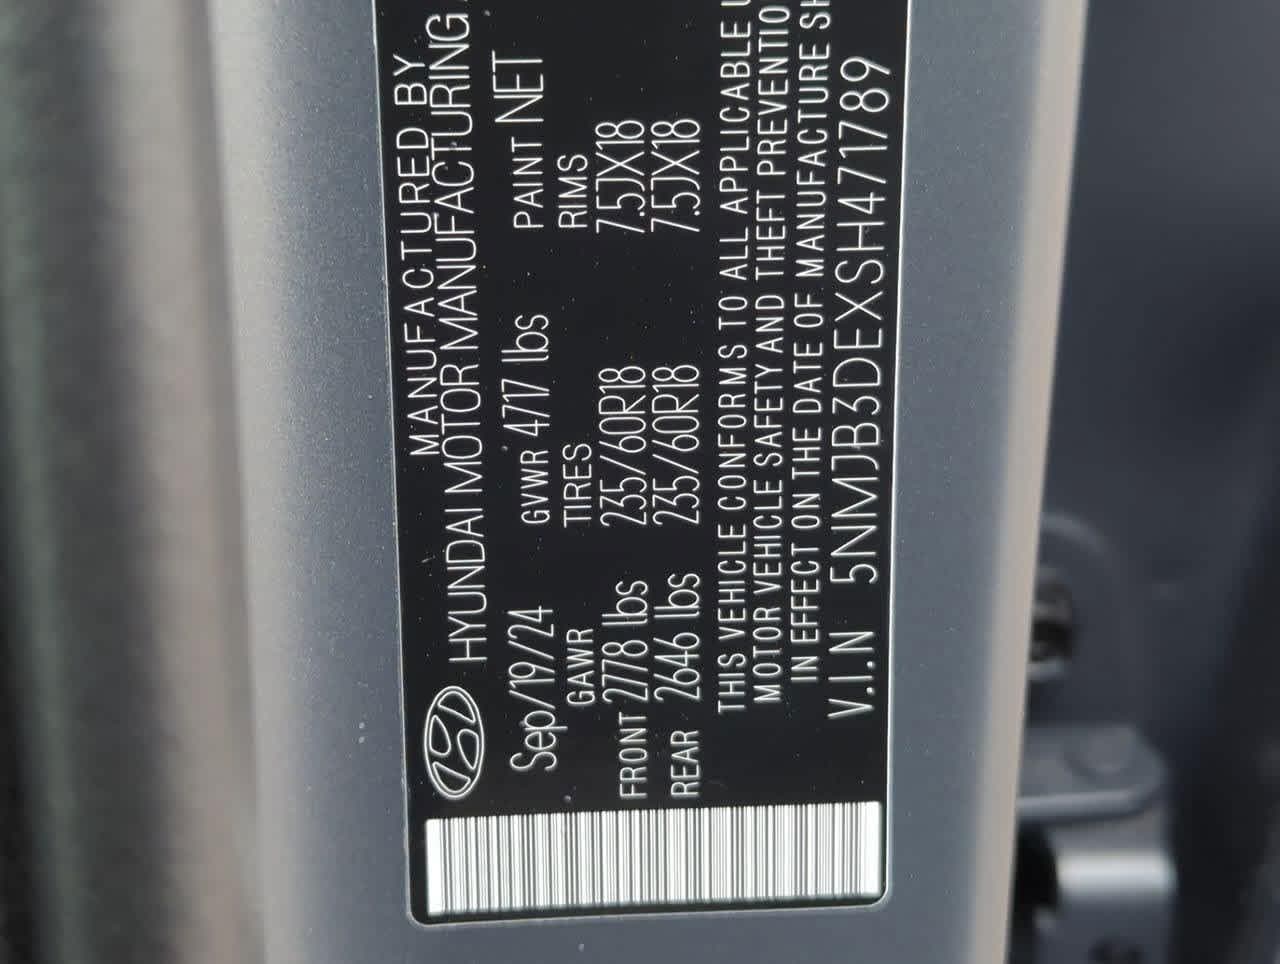 MANUFACTURED BY
HYUNDAI MOTOR MANUFACTURING
Sep/19/24 GVWR 4717 lbs PAINT NET
GAWR TIRES RIMS
FRONT 2778 lbs 235/60R18 7.5JX18
REAR 2646 lbs 235/60R18 7.5JX18
THIS VEHICLE CONFORMS TO ALL APPLICABLE
MOTOR VEHICLE SAFETY AND THEFT PREVENTIO
IN EFFECT ON THE DATE OF MANUFACTURE SH
V.I.N 5NMJB3DEXSH471789